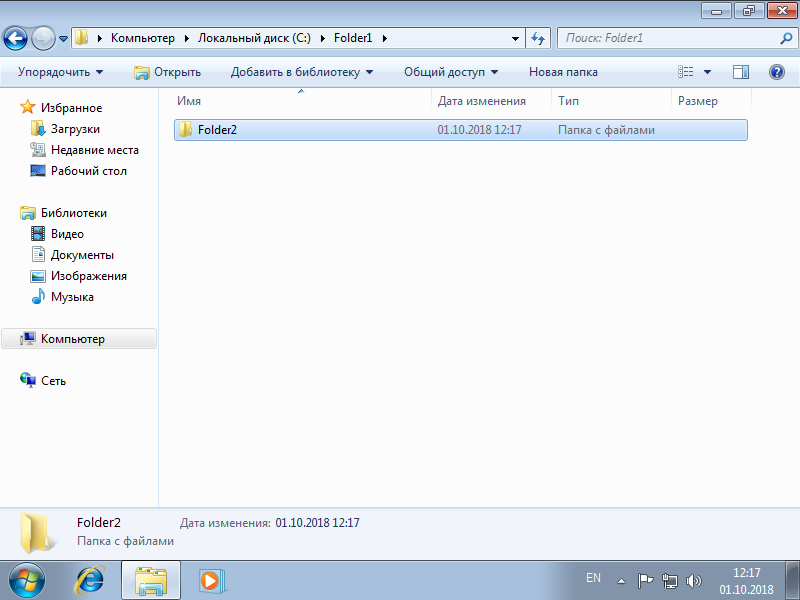 Компьютер Локальный диск (C:) Folder1 Поиск: Folder1
Упорядочить Открыть Добавить в библиотеку Общий доступ Новая папка
Имя Дата изменения Тип Размер
Folder2 01.10.2018 12:17 Папка с файлами
Избранное
Загрузки
Недавние места
Рабочий стол
Библиотеки
Видео
Документы
Изображения
Музыка
Компьютер
Сеть
Folder2 Дата изменения: 01.10.2018 12:17
Папка с файлами
EN 12:17
01.10.2018